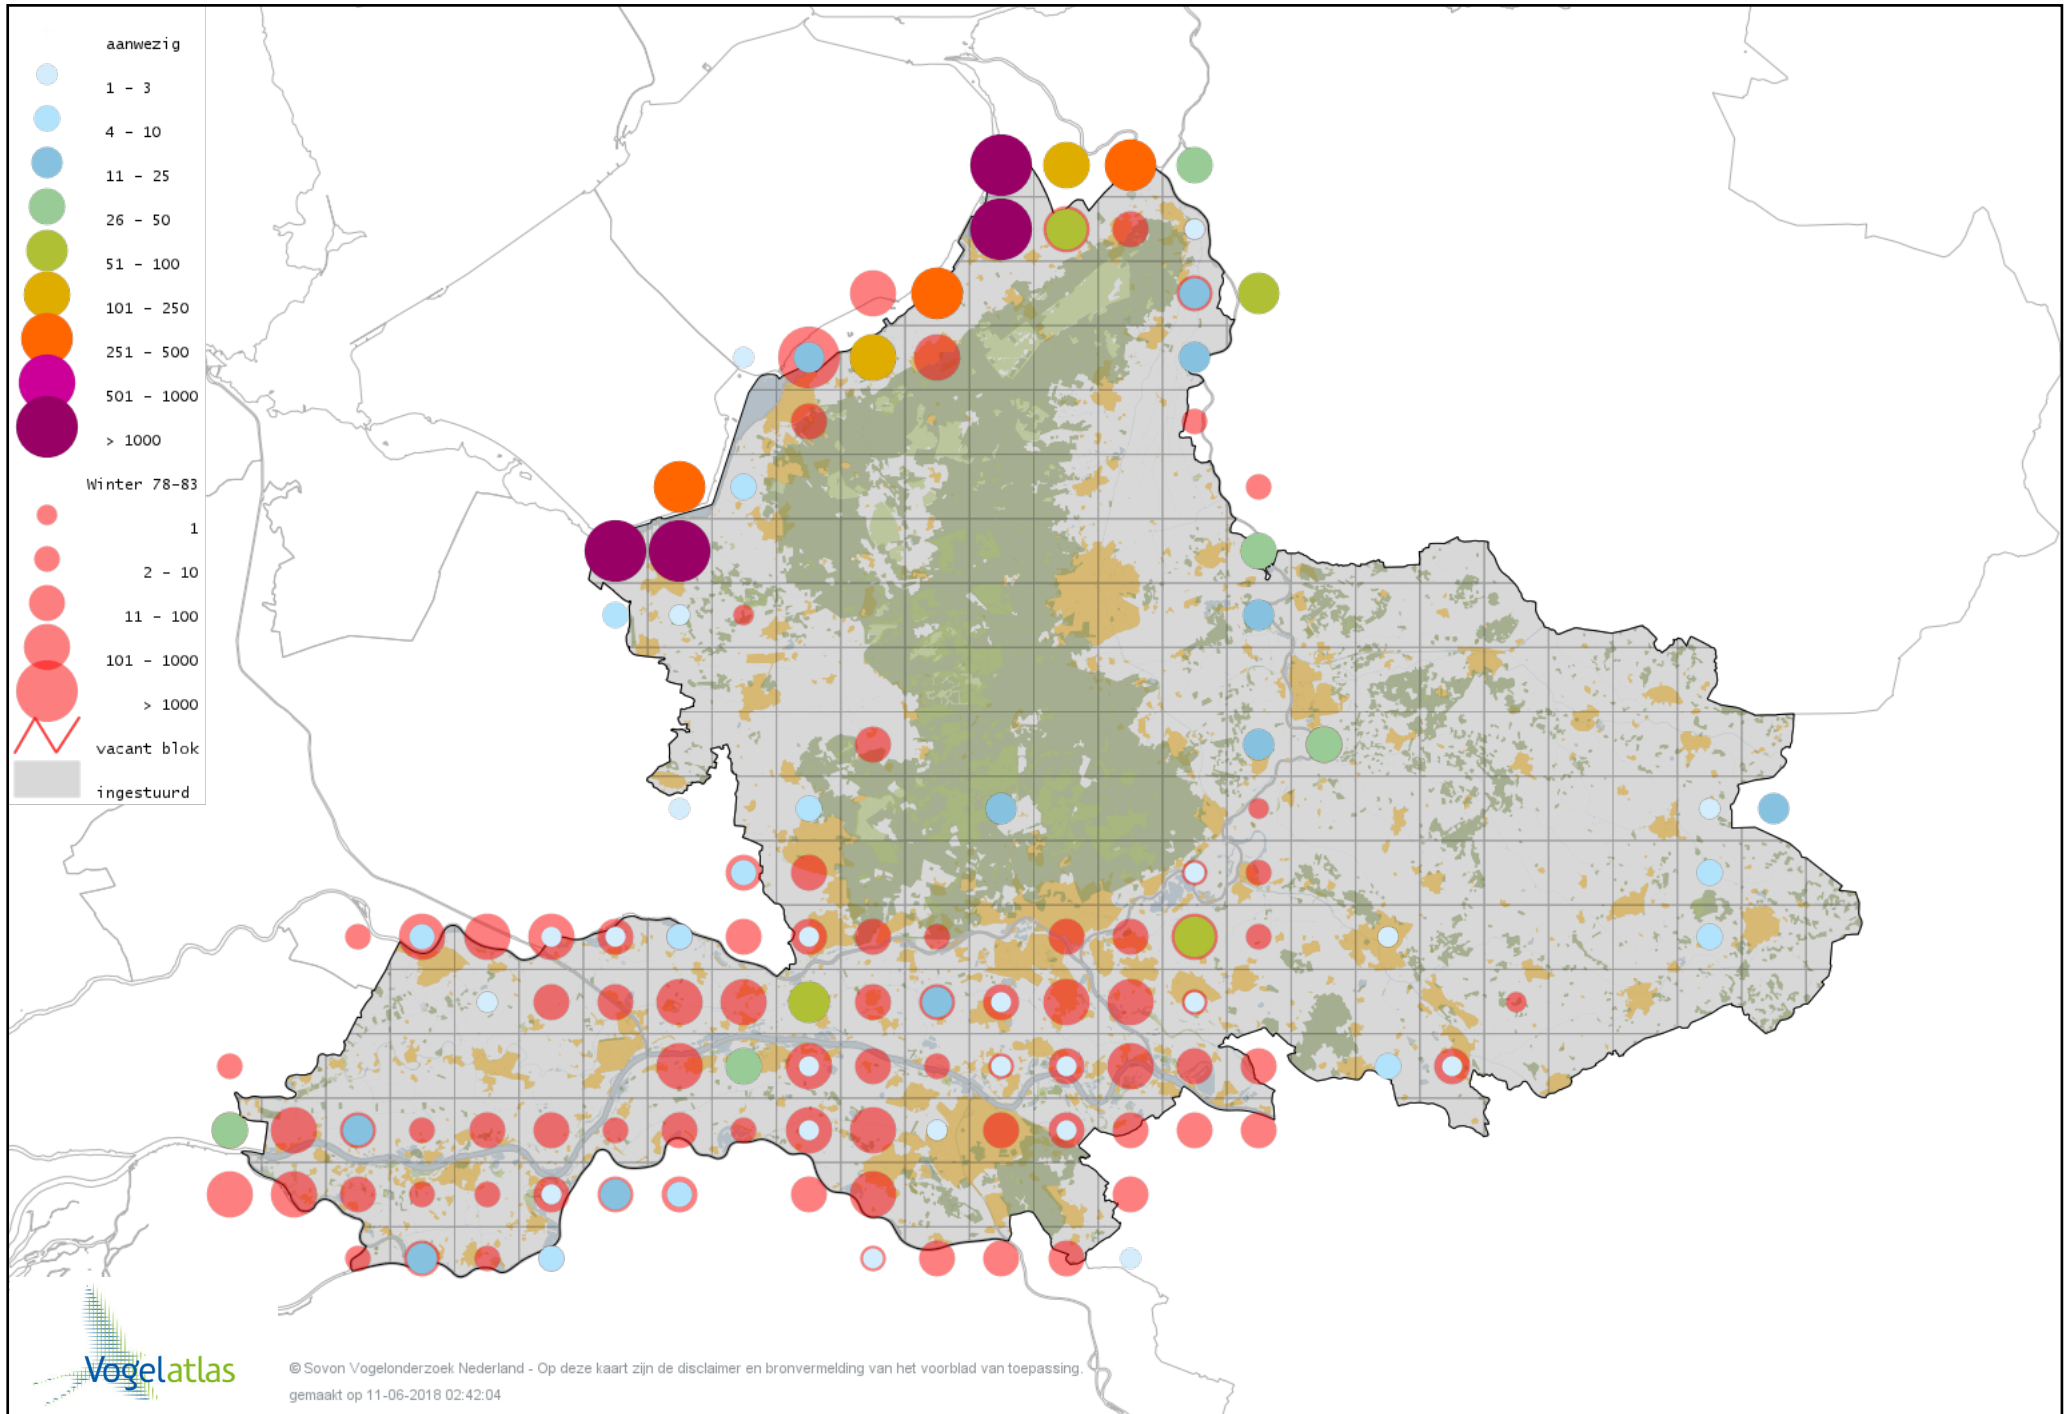 aanwezig
1 - 3
4 - 10
11 - 25
26 - 50
51 - 100
101 - 250
251 - 500
501 - 1000
> 1000
Winter 78-83
1
2 - 10
11 - 100
101 - 1000
> 1000
vacant blok
ingestuurd
Vogelatlas
© Sovon Vogelonderzoek Nederland - Op deze kaart zijn de disclaimer en bronvermelding van het voorblad van toepassing.
gemaakt op 11-06-2018 02:42:04